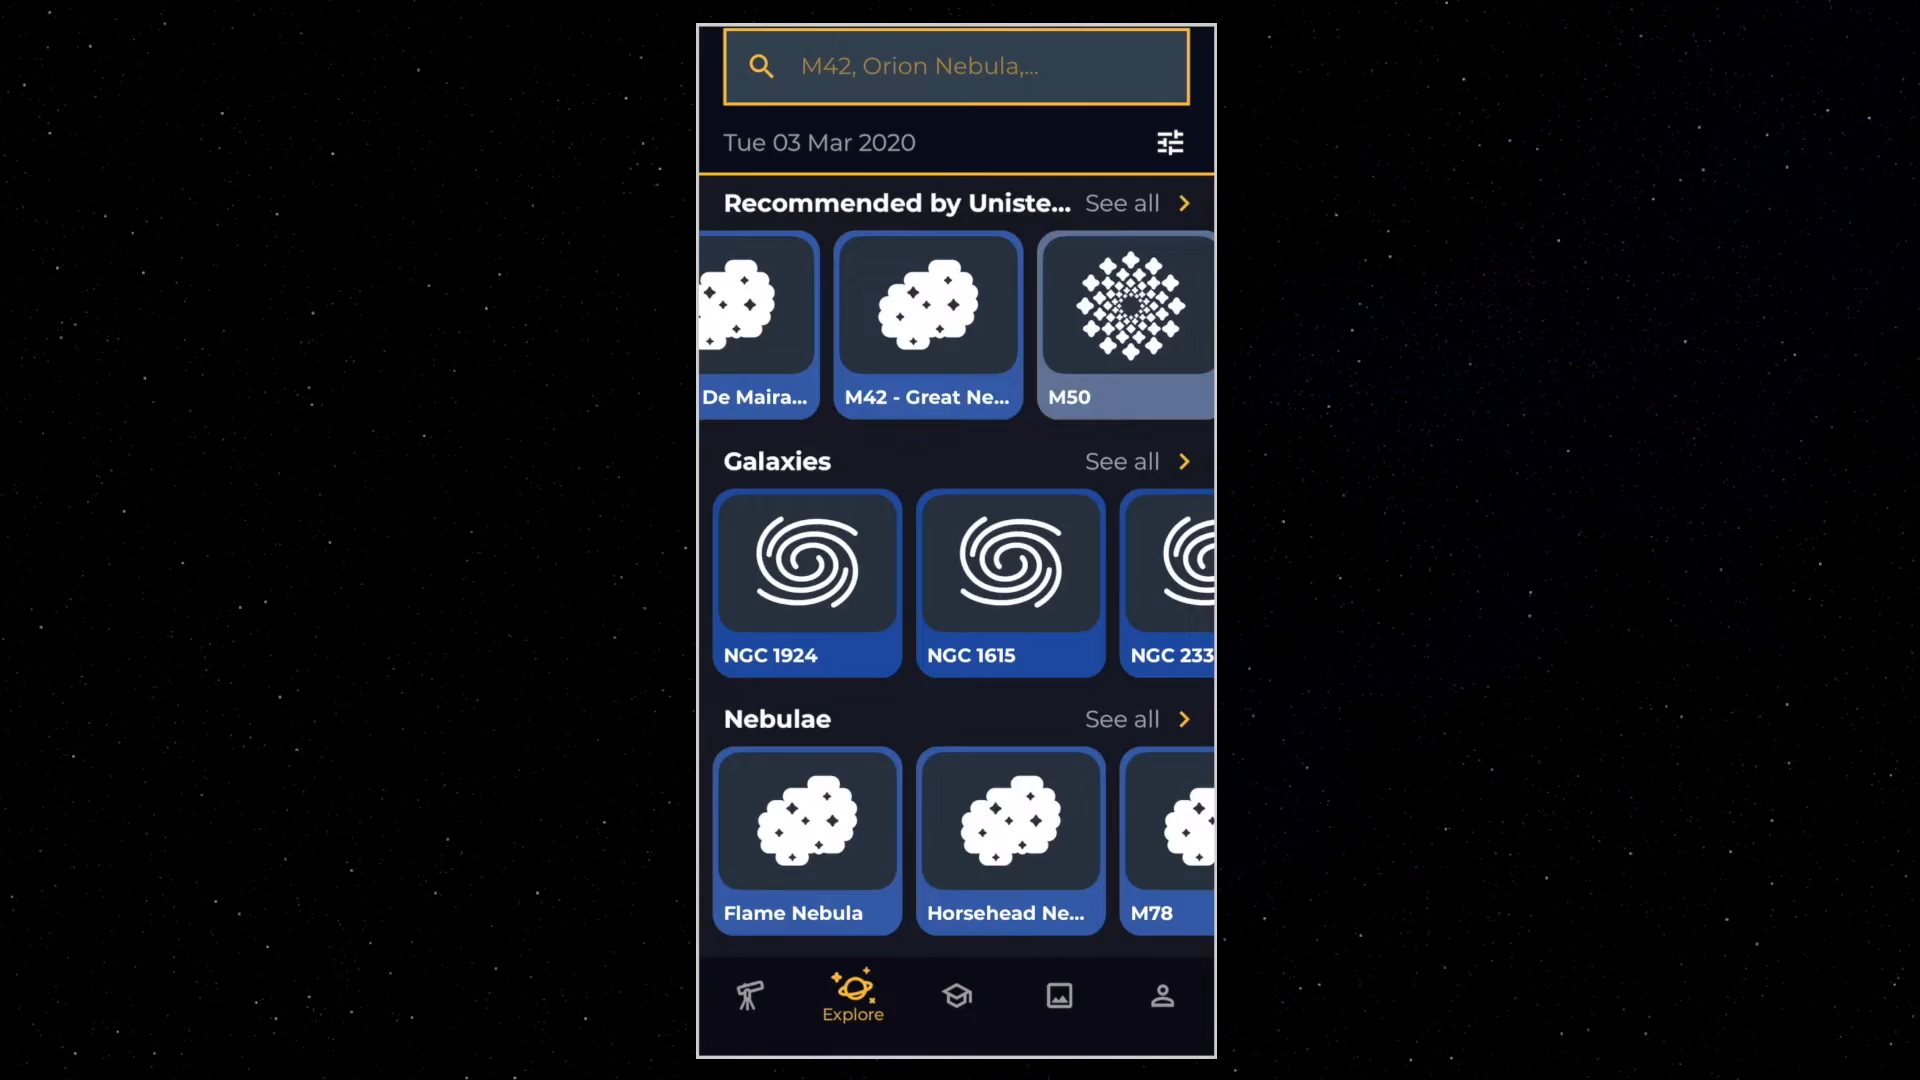 M42, Orion Nebula,...
Tue 03 Mar 2020
Recommended by Uniste... See all
De Maira... M42 - Great Ne... M50
Galaxies See all
NGC 1924 NGC 1615 NGC 233
Nebulae See all
Flame Nebula Horsehead Ne... M78
Explore